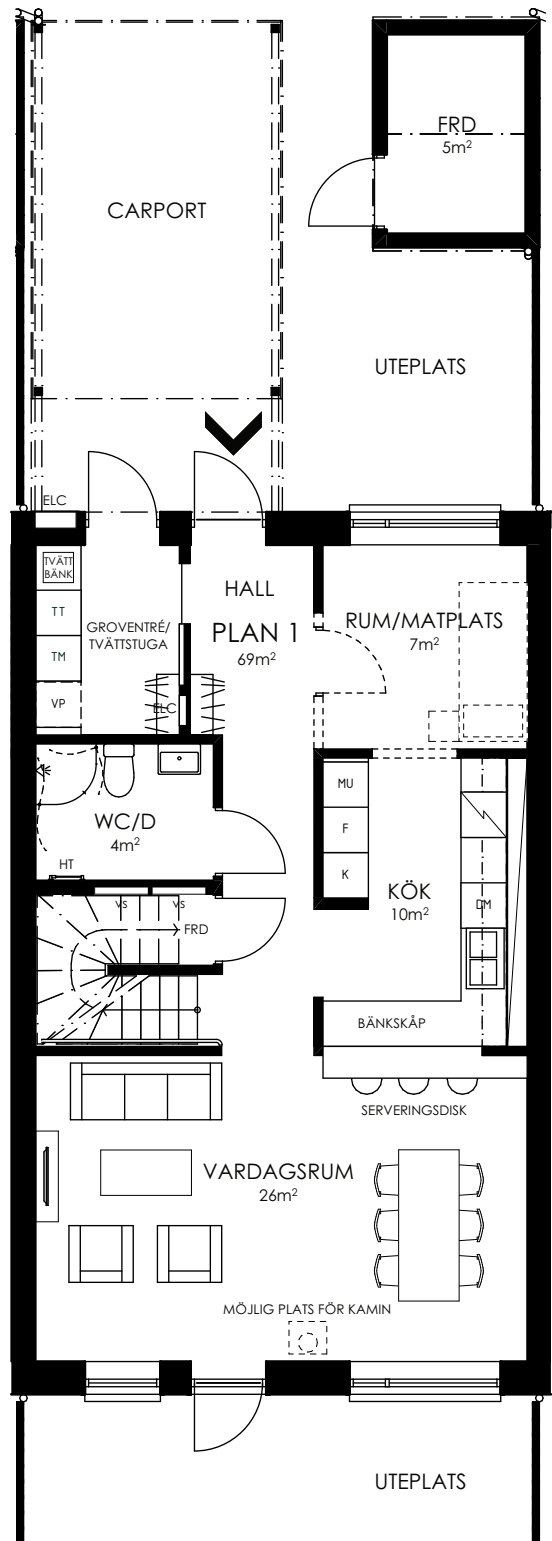 FRD
5m²
CARPORT
UTEPLATS
ELC
TVÄTT
BÄNK
TT
TM
VP
GROVENTRÉ/
TVÄTTSTUGA
ELC
HALL
PLAN 1
69m²
RUM/MATPLATS
7m²
WC/D
4m²
HT
MU
F
K
KÖK
10m²
DM
VS
VS
FRD
BÄNKSKÅP
SERVERINGSDISK
VARDAGSRUM
26m²
MÖJLIG PLATS FÖR KAMIN
UTEPLATS